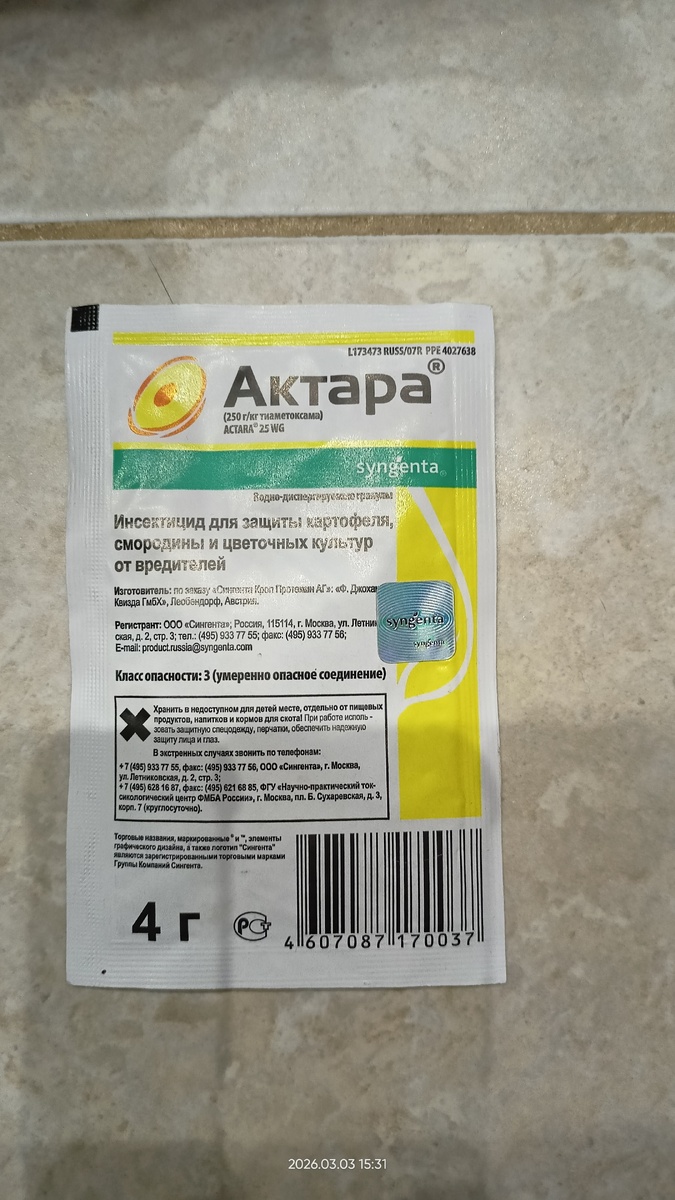 L173473 RUSS/07R PPE 4027638
Актара®
(250 г/кг тиаметоксама)
ACTARA® 25 WG
syngenta
Водно-диспергируемые гранулы
Инсектицид для защиты картофеля,
смородины и цветочных культур
от вредителей
Изготовитель: по заказу «Сингента Кроп Протекшн АГ»: «Ф. Джохан
Квизда ГмбХ», Леобендорф, Австрия.
syngenta
syngenta
Регистрант: ООО «Сингента»; Россия, 115114, г. Москва, ул. Летни
ская, д. 2, стр. 3; тел.: (495) 933 77 55; факс: (495) 933 77 56;
E-mail: product.russia@syngenta.com
Класс опасности: 3 (умеренно опасное соединение)
Хранить в недоступном для детей месте, отдельно от пищевых
продуктов, напитков и кормов для скота! При работе исполь-
зовать защитную спецодежду, перчатки, обеспечить надежную
защиту лица и глаз.
В экстренных случаях звонить по телефонам:
+7 (495) 933 77 55, факс: (495) 933 77 56, ООО «Сингента», г. Москва,
ул. Летниковская, д. 2, стр. 3;
+7 (495) 628 16 87, факс: (495) 621 68 85, ФГУ «Научно-практический ток-
сикологический центр ФМБА России», г. Москва, пл. Б. Сухаревская, д. 3,
корп. 7 (круглосуточно).
Торговые названия, маркированные ® и ™, элементы
графического дизайна, а также логотип "Сингента"
являются зарегистрированными торговыми марками
Группы Компаний Сингента.
4 г
РСТ
4 607087 170037
2026.03.03 15:31